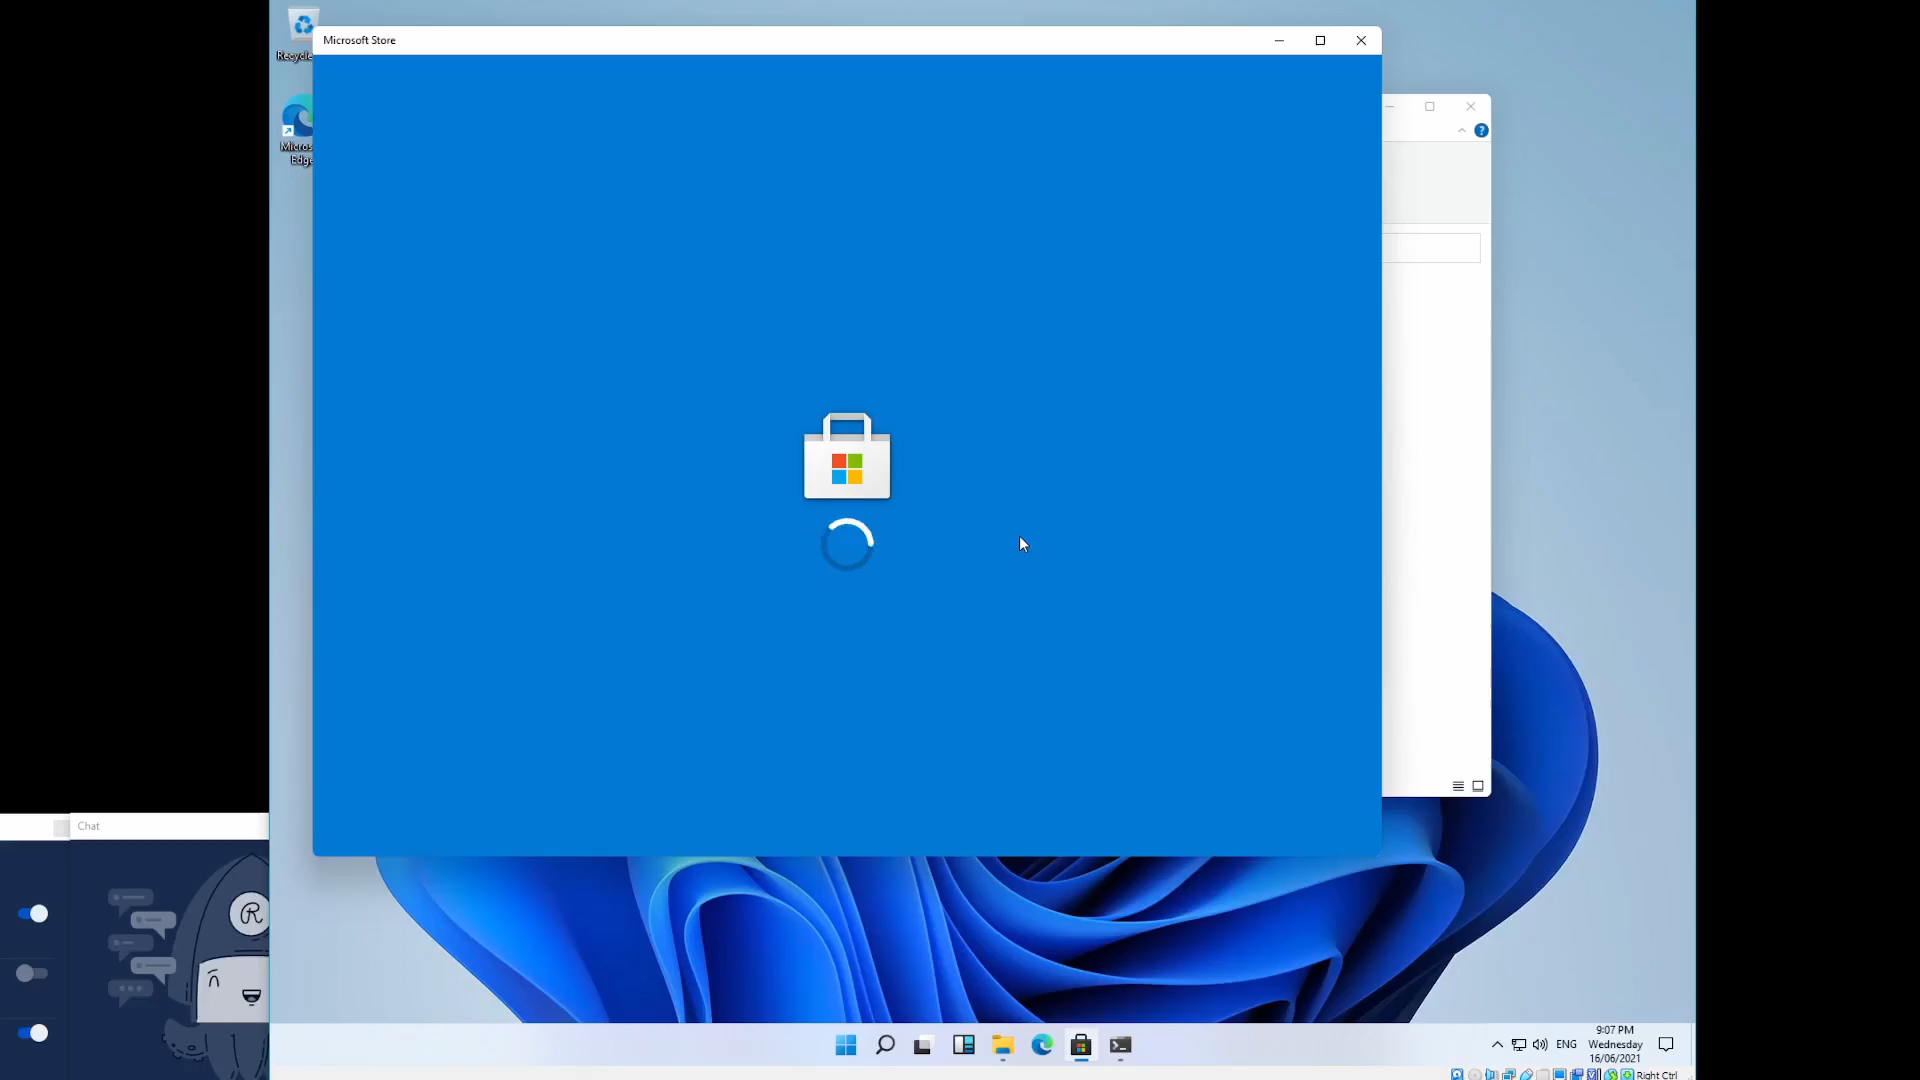 Microsoft Store
Recycle
Micros
Edge
Chat
R
ENG
9:07 PM
Wednesday
16/06/2021
Right Ctrl